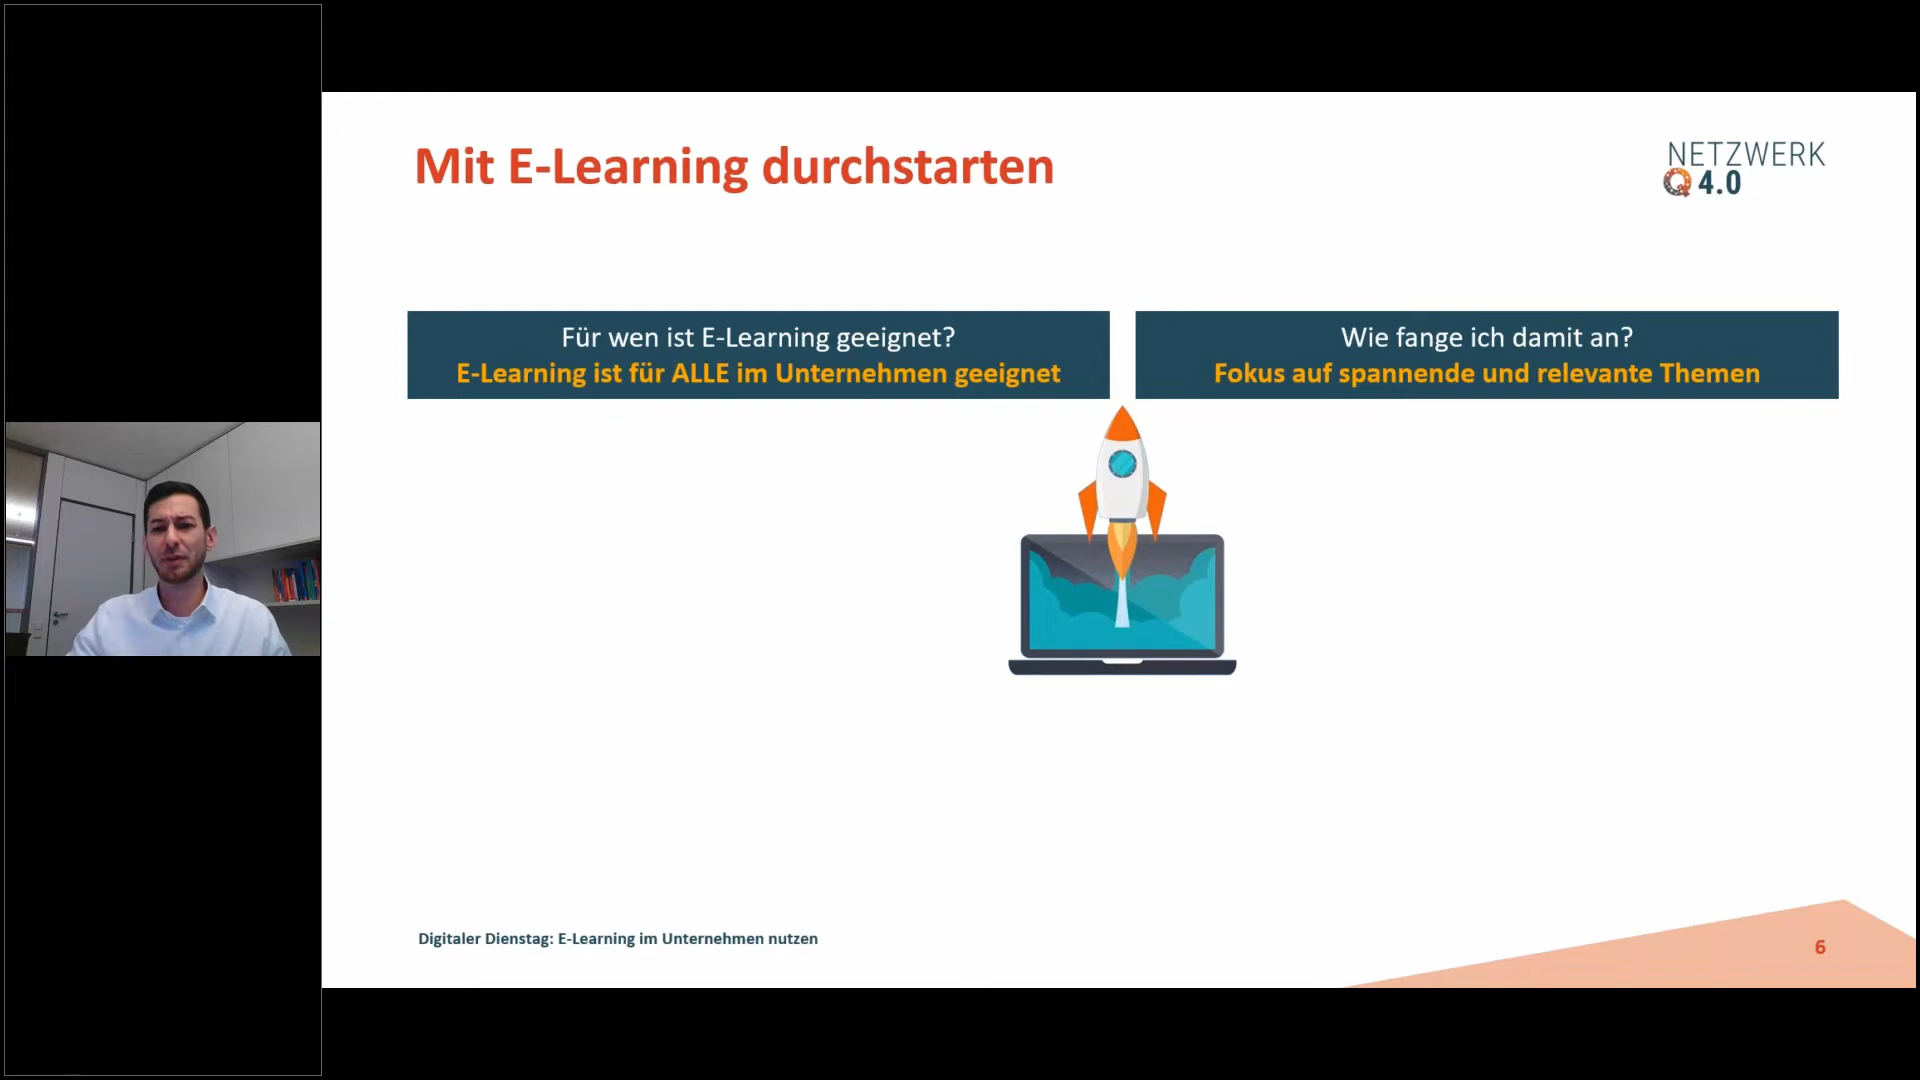 Mit E-Learning durchstarten
NETZWERK
Q 4.0
Für wen ist E-Learning geeignet?
E-Learning ist für ALLE im Unternehmen geeignet
Wie fange ich damit an?
Fokus auf spannende und relevante Themen
Digitaler Dienstag: E-Learning im Unternehmen nutzen
6